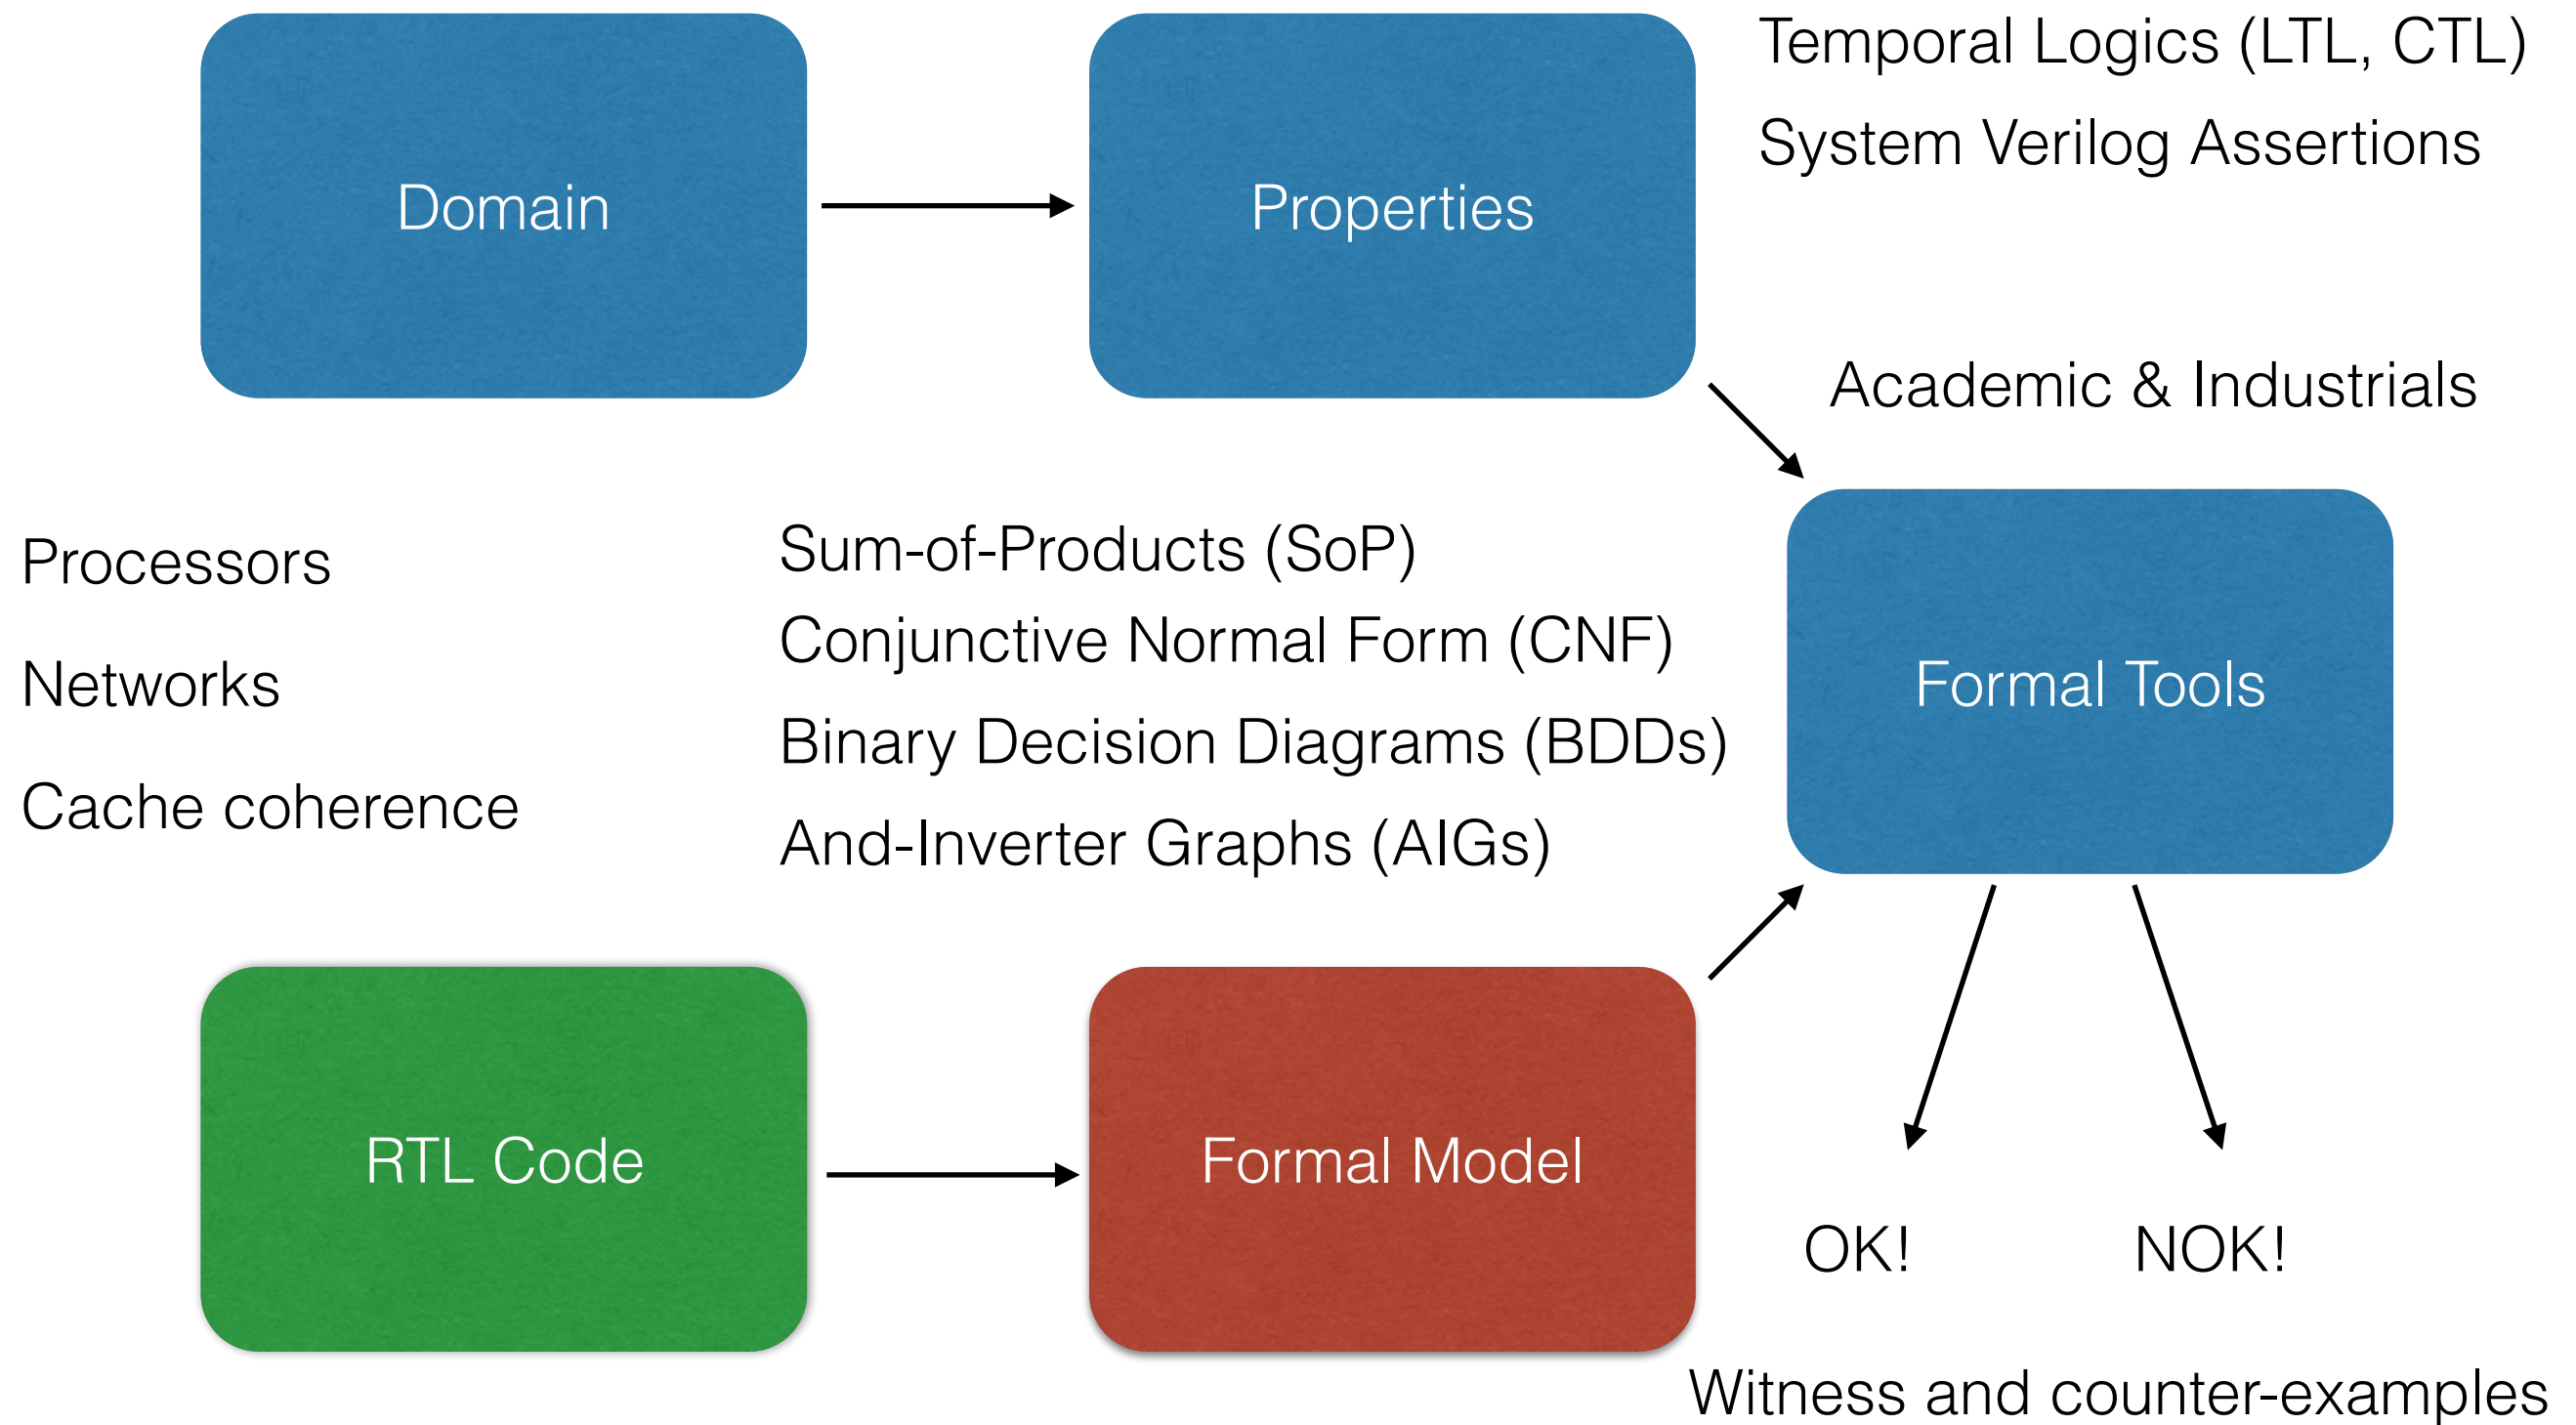 Domain
Properties
Temporal Logics (LTL, CTL)
System Verilog Assertions
Academic & Industrials
Processors
Networks
Cache coherence
Sum-of-Products (SoP)
Conjunctive Normal Form (CNF)
Binary Decision Diagrams (BDDs)
And-Inverter Graphs (AIGs)
Formal Tools
RTL Code
Formal Model
OK!
NOK!
Witness and counter-examples